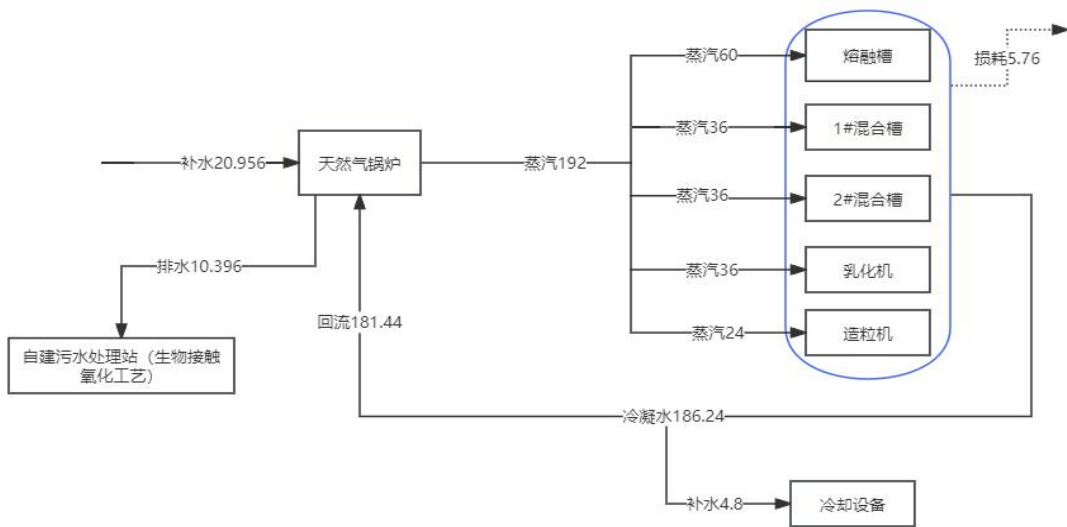 蒸汽60
熔融槽
损耗5.76
蒸汽36
1#混合槽
补水20.956
天然气锅炉
蒸汽192
蒸汽36
2#混合槽
排水10.396
蒸汽36
乳化机
回流181.44
蒸汽24
造粒机
自建污水处理站（生物接触
氧化工艺）
冷凝水186.24
补水4.8
冷却设备